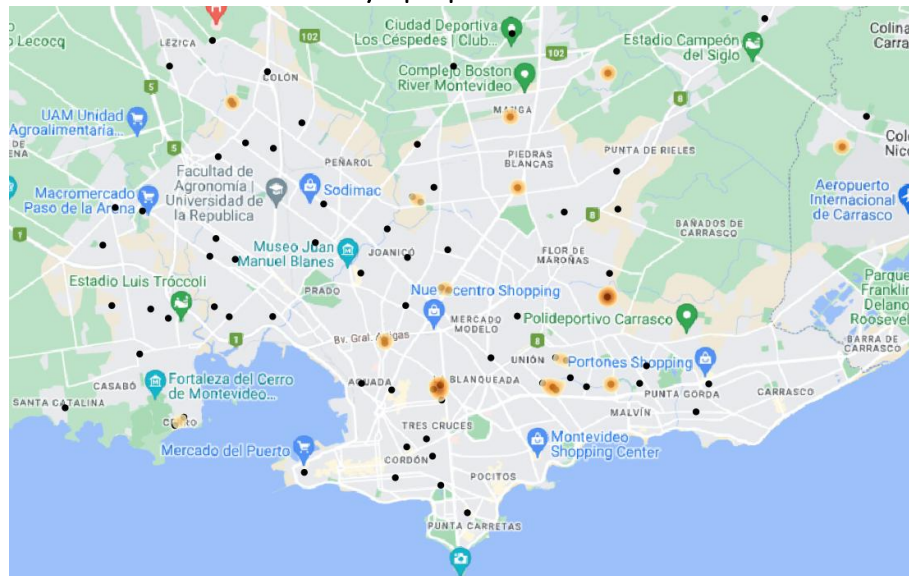 Ciudad Deportiva
Los Céspedes | Club...
102
LEZICA
Lecocq
COLÓN
102
Estadio Campeón
del Siglo
Colina
Carra
Complejo Boston
River Montevideo
5
8
UAM Unidad
Agroalimentaria...
MANGA
5
PEÑAROL
PIEDRAS
BLANCAS
PUNTA DE RIELES
Facultad de
Agronomía |
Universidad de
la Republica
Sodimac
Macromercado
Paso de la Arena
Aeropuerto
Internacional
de Carrasco
1
8
BAÑADOS DE
CARRASCO
Museo Juan
Manuel Blanes
JOANICÓ
FLOR DE
MAROÑAS
Estadio Luis Tróccoli
PRADO
Nuevocentro Shopping
MERCADO
MODELO
Polideportivo Carrasco
Parque
Franklin
Delano
Roosevel
1
Bv. Gral. Artigas
8
BARRA DE
CARRASCO
UNIÓN
Portones Shopping
CASABÓ
Fortaleza del Cerro
de Montevideo...
AGUADA
BLANQUEADA
PUNTA GORDA
CARRASCO
SANTA CATALINA
MALVÍN
CERRO
TRES CRUCES
Mercado del Puerto
Montevideo
Shopping Center
CORDÓN
POCITOS
PUNTA CARRETAS